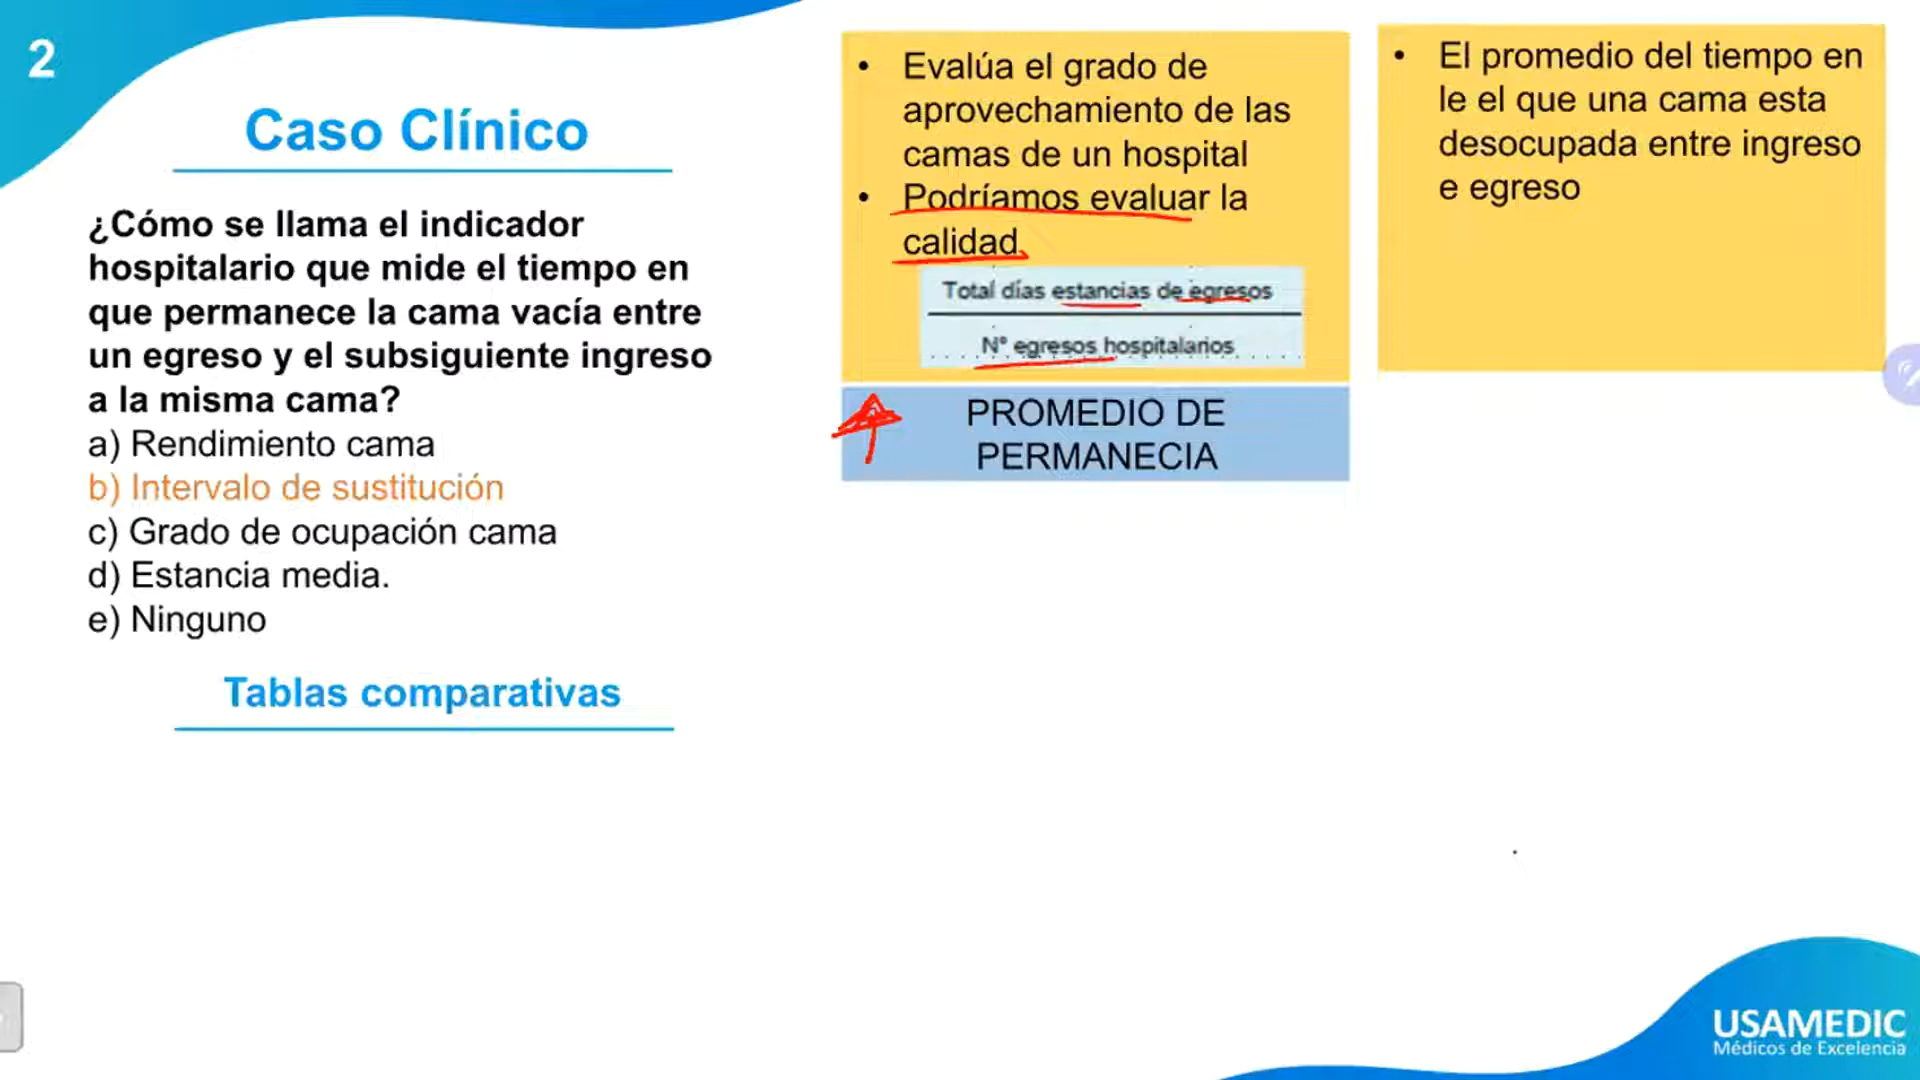 2
Caso Clínico
¿Cómo se llama el indicador
hospitalario que mide el tiempo en
que permanece la cama vacía entre
un egreso y el subsiguiente ingreso
a la misma cama?
a) Rendimiento cama
b) Intervalo de sustitución
c) Grado de ocupación cama
d) Estancia media.
e) Ninguno
Tablas comparativas
• Evalúa el grado de
aprovechamiento de las
camas de un hospital
• Podríamos evaluar la
calidad.
Total días estancias de egresos
N° egresos hospitalarios
PROMEDIO DE
PERMANECIA
• El promedio del tiempo en
le el que una cama esta
desocupada entre ingreso
e egreso
USAMEDIC
Médicos de Excelencia